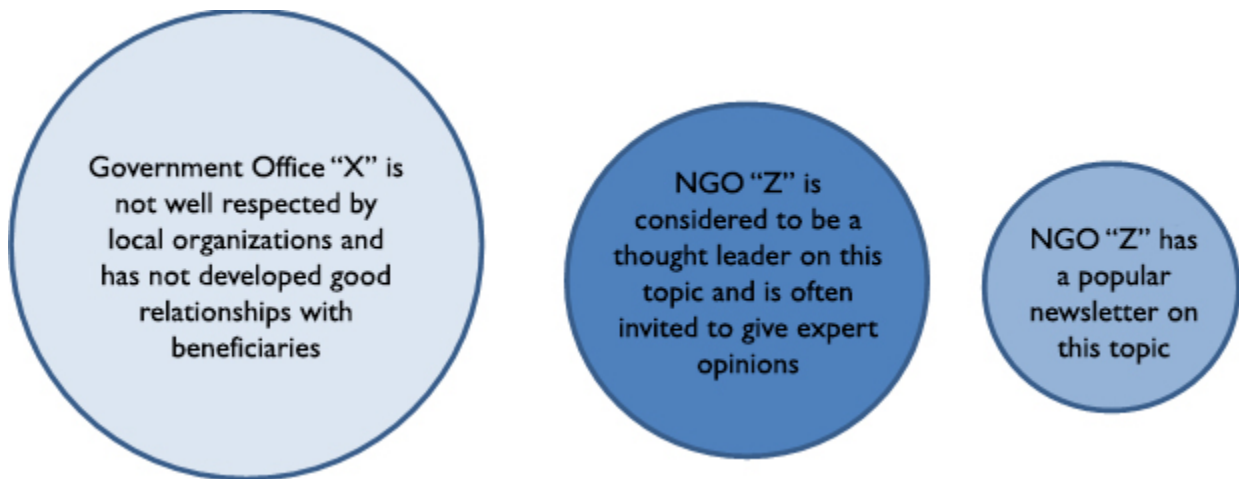 Government Office “X” is
not well respected by
local organizations and
has not developed good
relationships with
beneficiaries
NGO “Z” is
considered to be a
thought leader on this
topic and is often
invited to give expert
opinions
NGO “Z” has
a popular
newsletter on
this topic